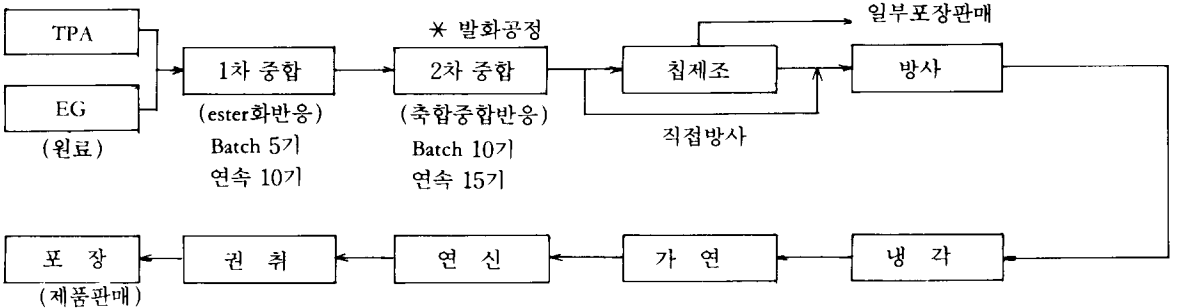 TPA
EG
(원료)
1차 중합
(ester화반응)
Batch 5기
연속 10기
* 발화공정
2차 중합
(축합중합반응)
Batch 10기
연속 15기
일부포장판매
칩제조
직접방사
방사
포 장
(제품판매)
권 취
연 신
가 연
냉 각